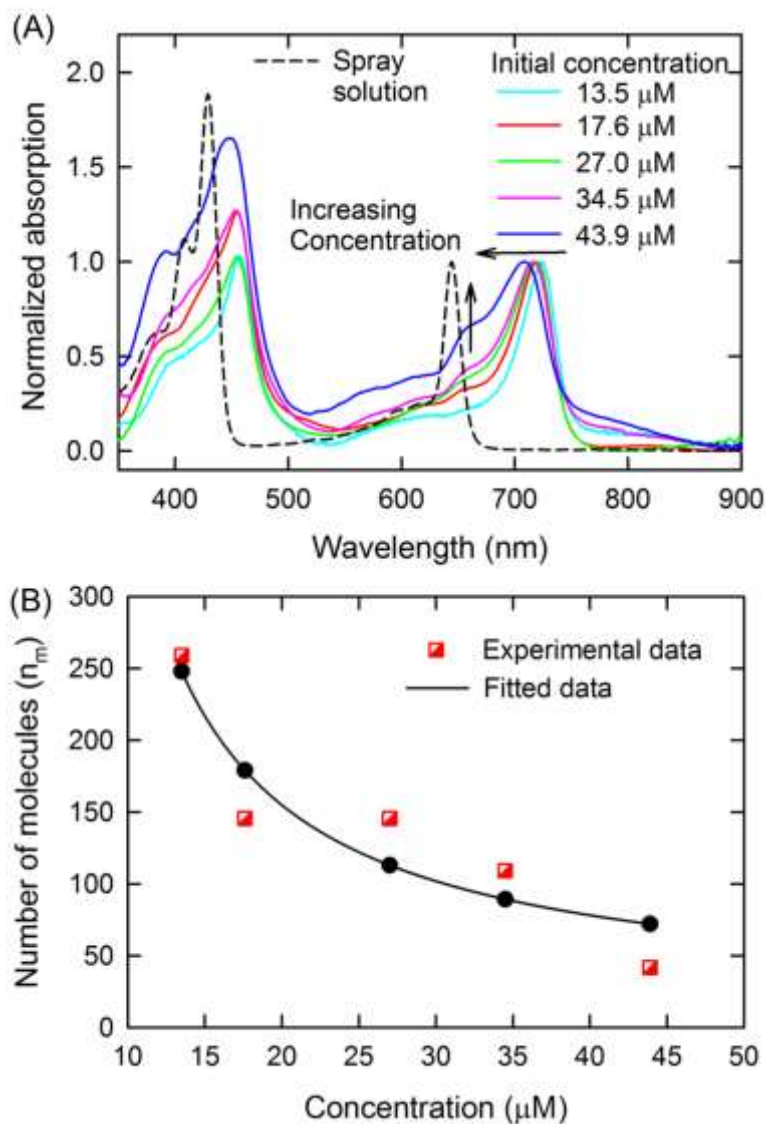 (A)
Normalized absorption
2.0
1.5
1.0
0.5
0.0
Spray
solution
Initial concentration
13.5 μM
17.6 μM
27.0 μM
34.5 μM
43.9 μM
Increasing
Concentration
400 500 600 700 800 900
Wavelength (nm)
(B)
Number of molecules (nm)
300
250
200
150
100
50
0
Experimental data
Fitted data
10 15 20 25 30 35 40 45 50
Concentration (μM)